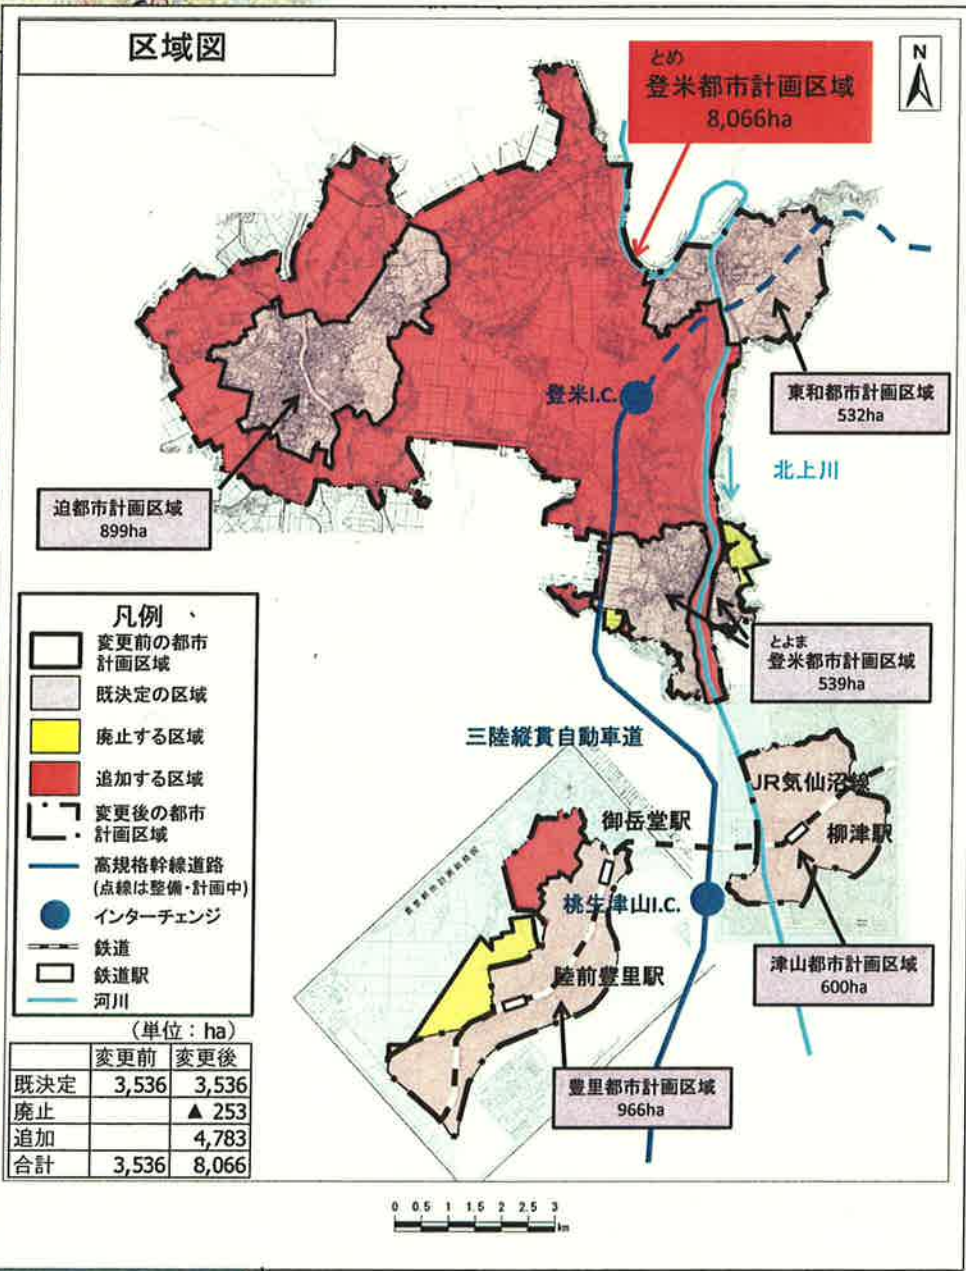 区域図
N
とめ
登米都市計画区域
8,066ha
登米I.C.
東和都市計画区域
532ha
北上川
迫都市計画区域
899ha
とよま
登米都市計画区域
539ha
三陸縦貫自動車道
JR気仙沼線
御岳堂駅
柳津駅
桃生津山I.C.
陸前豊里駅
津山都市計画区域
600ha
豊里都市計画区域
966ha
凡例
変更前の都市
計画区域
既決定の区域
廃止する区域
追加する区域
変更後の都市
計画区域
高規格幹線道路
(点線は整備・計画中)
インターチェンジ
鉄道
鉄道駅
河川
(単位：ha)
変更前 変更後
既決定 3,536 3,536
廃止 ▲ 253
追加 4,783
合計 3,536 8,066
0 0.5 1 1.5 2 2.5 3
km